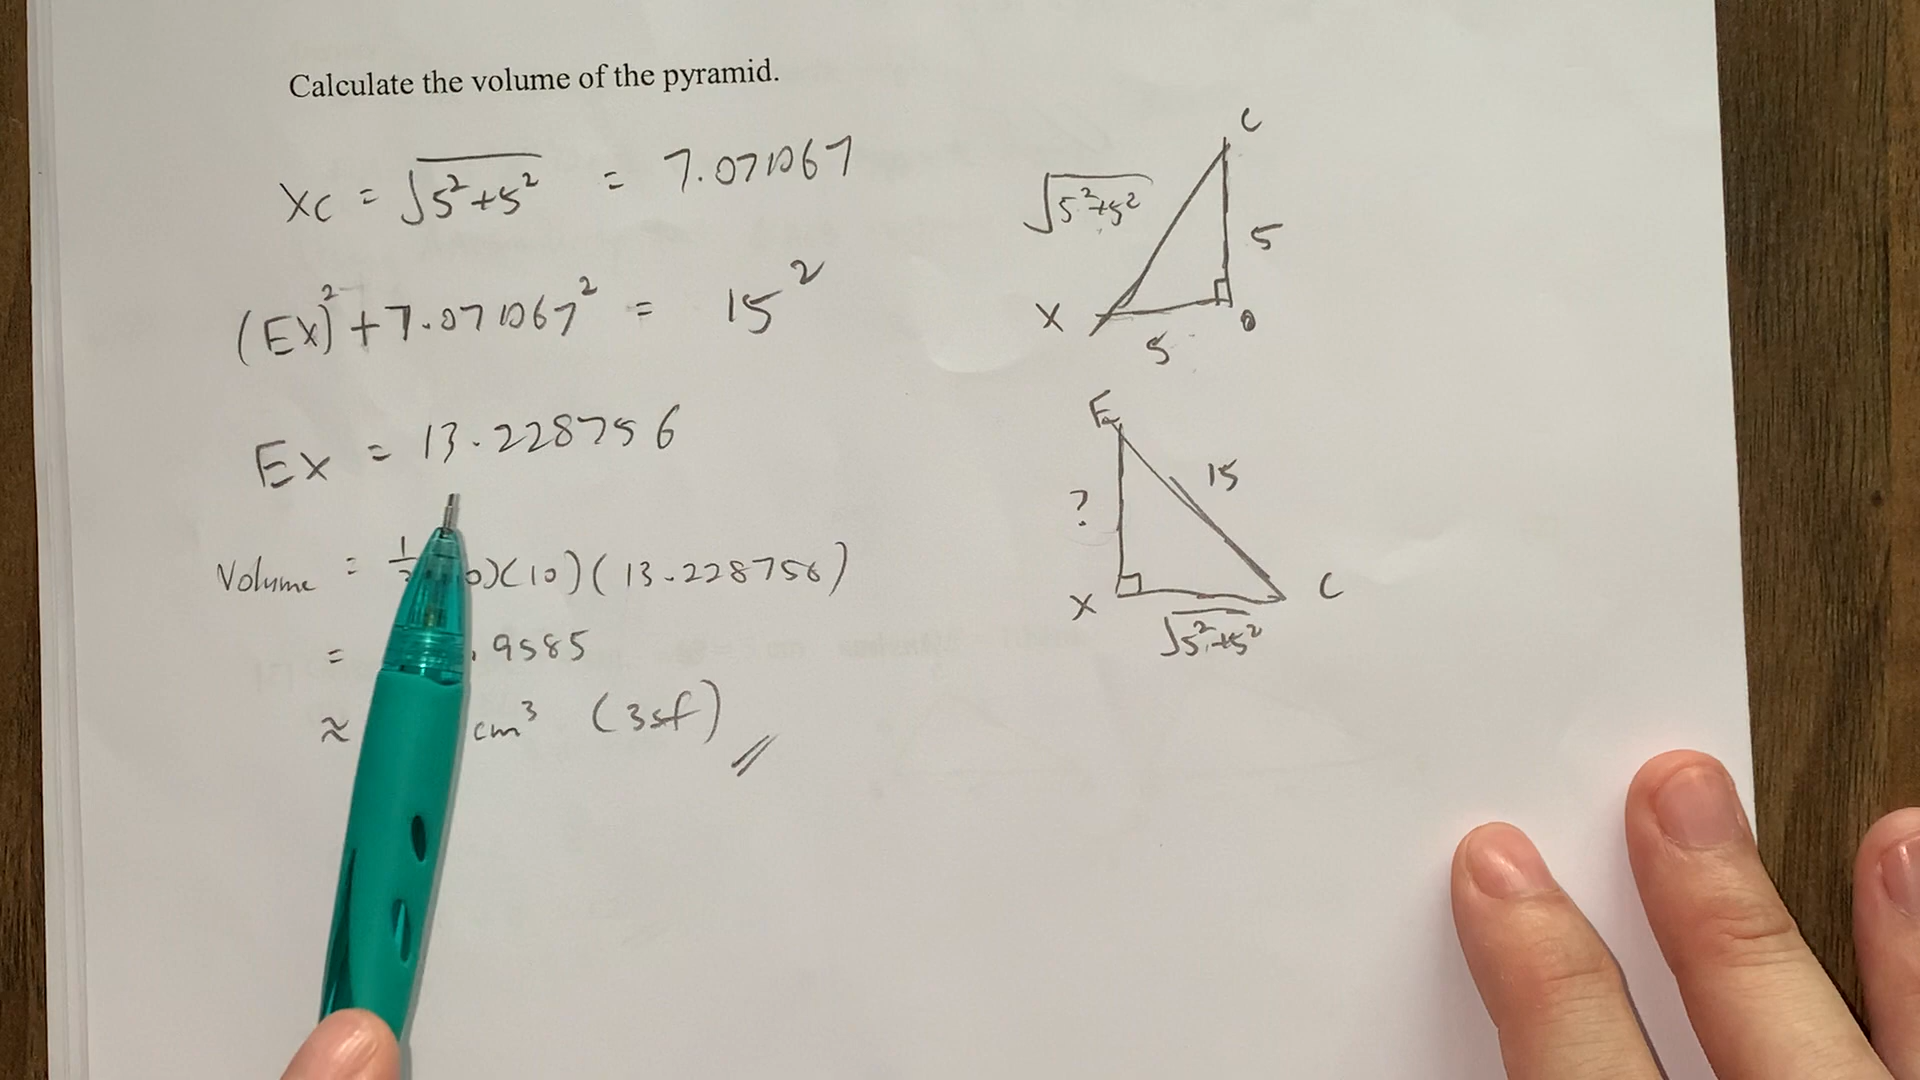 Calculate the volume of the pyramid.
XC = √5²+5² = 7.071067
(EX)² + 7.071067² = 15²
EX = 13.228756
Volume = 1 0)(10)(13.228756)
= .9585
≈ cm³ (3sf)
C
√5²+5²
5
X
5
E
15
?
X
C
√5²+5²